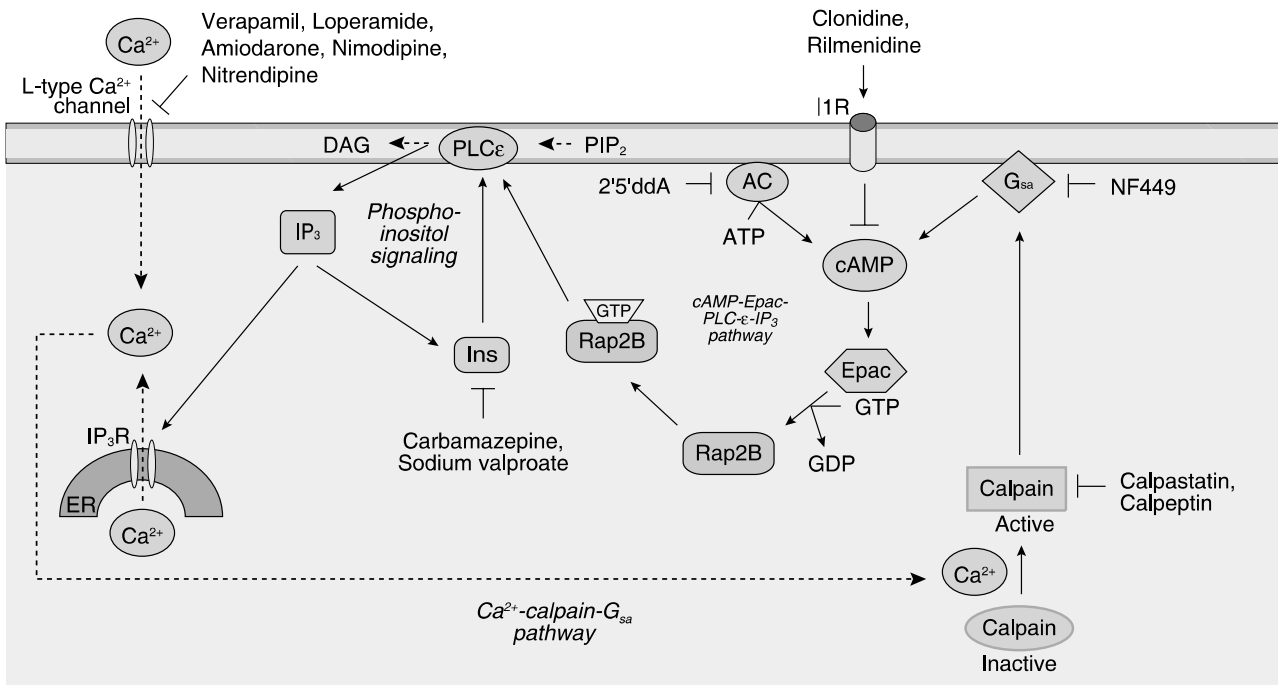 Ca²⁺
Verapamil, Loperamide,
Amiodarone, Nimodipine,
Nitrendipine
L-type Ca²⁺
channel
Clonidine,
Rilmenidine
I1R
DAG
PLCε
PIP₂
2'5'ddA
AC
ATP
Gsa
NF449
IP₃
Phospho-
inositol
signaling
cAMP
GTP
Rap2B
cAMP-Epac-
PLC-ε-IP₃
pathway
Ca²⁺
Ins
Epac
GTP
GDP
Rap2B
IP₃R
ER
Ca²⁺
Carbamazepine,
Sodium valproate
Calpain
Active
Calpastatin,
Calpeptin
Ca²⁺
Ca²⁺-calpain-Gsa
pathway
Calpain
Inactive